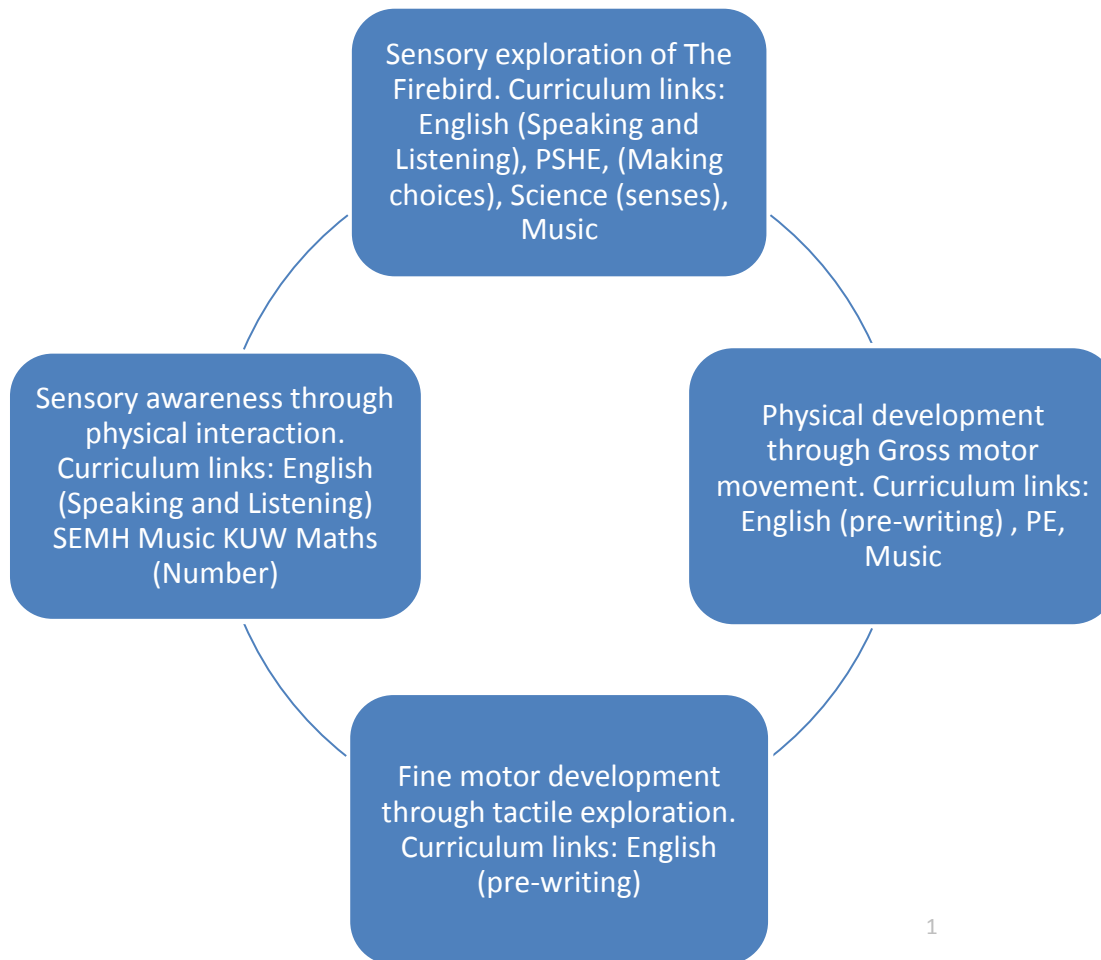 Sensory exploration of The
Firebird. Curriculum links:
English (Speaking and
Listening), PSHE, (Making
choices), Science (senses),
Music
Sensory awareness through
physical interaction.
Curriculum links: English
(Speaking and Listening)
SEMH Music KUW Maths
(Number)
Physical development
through Gross motor
movement. Curriculum links:
English (pre-writing) , PE,
Music
Fine motor development
through tactile exploration.
Curriculum links: English
(pre-writing)
1